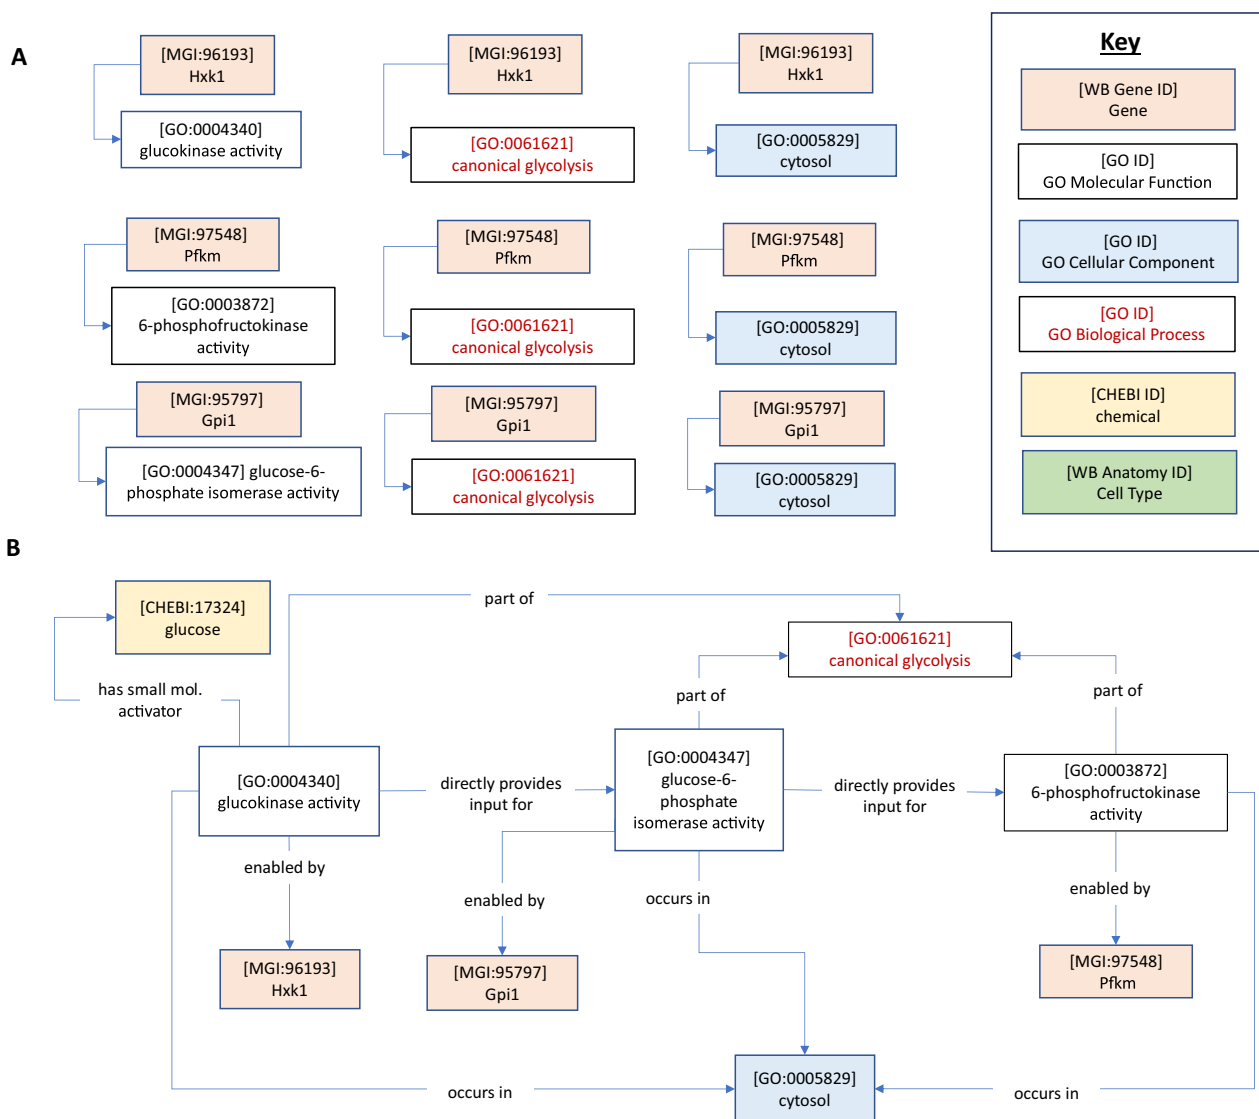 A
[MGI:96193]
Hxk1
[GO:0004340]
glucokinase activity
[MGI:96193]
Hxk1
[GO:0061621]
canonical glycolysis
[MGI:96193]
Hxk1
[GO:0005829]
cytosol
[MGI:97548]
Pfkm
[GO:0003872]
6-phosphofructokinase
activity
[MGI:97548]
Pfkm
[GO:0061621]
canonical glycolysis
[MGI:97548]
Pfkm
[GO:0005829]
cytosol
[MGI:95797]
Gpi1
[GO:0004347] glucose-6-
phosphate isomerase activity
[MGI:95797]
Gpi1
[GO:0061621]
canonical glycolysis
[MGI:95797]
Gpi1
[GO:0005829]
cytosol
Key
[WB Gene ID]
Gene
[GO ID]
GO Molecular Function
[GO ID]
GO Cellular Component
[GO ID]
GO Biological Process
[CHEBI ID]
chemical
[WB Anatomy ID]
Cell Type
B
[CHEBI:17324]
glucose
part of
[GO:0061621]
canonical glycolysis
has small mol.
activator
part of
part of
[GO:0004340]
glucokinase activity
directly provides
input for
[GO:0004347]
glucose-6-
phosphate
isomerase activity
directly provides
input for
[GO:0003872]
6-phosphofructokinase
activity
enabled by
enabled by
occurs in
enabled by
[MGI:96193]
Hxk1
[MGI:95797]
Gpi1
[MGI:97548]
Pfkm
occurs in
[GO:0005829]
cytosol
occurs in